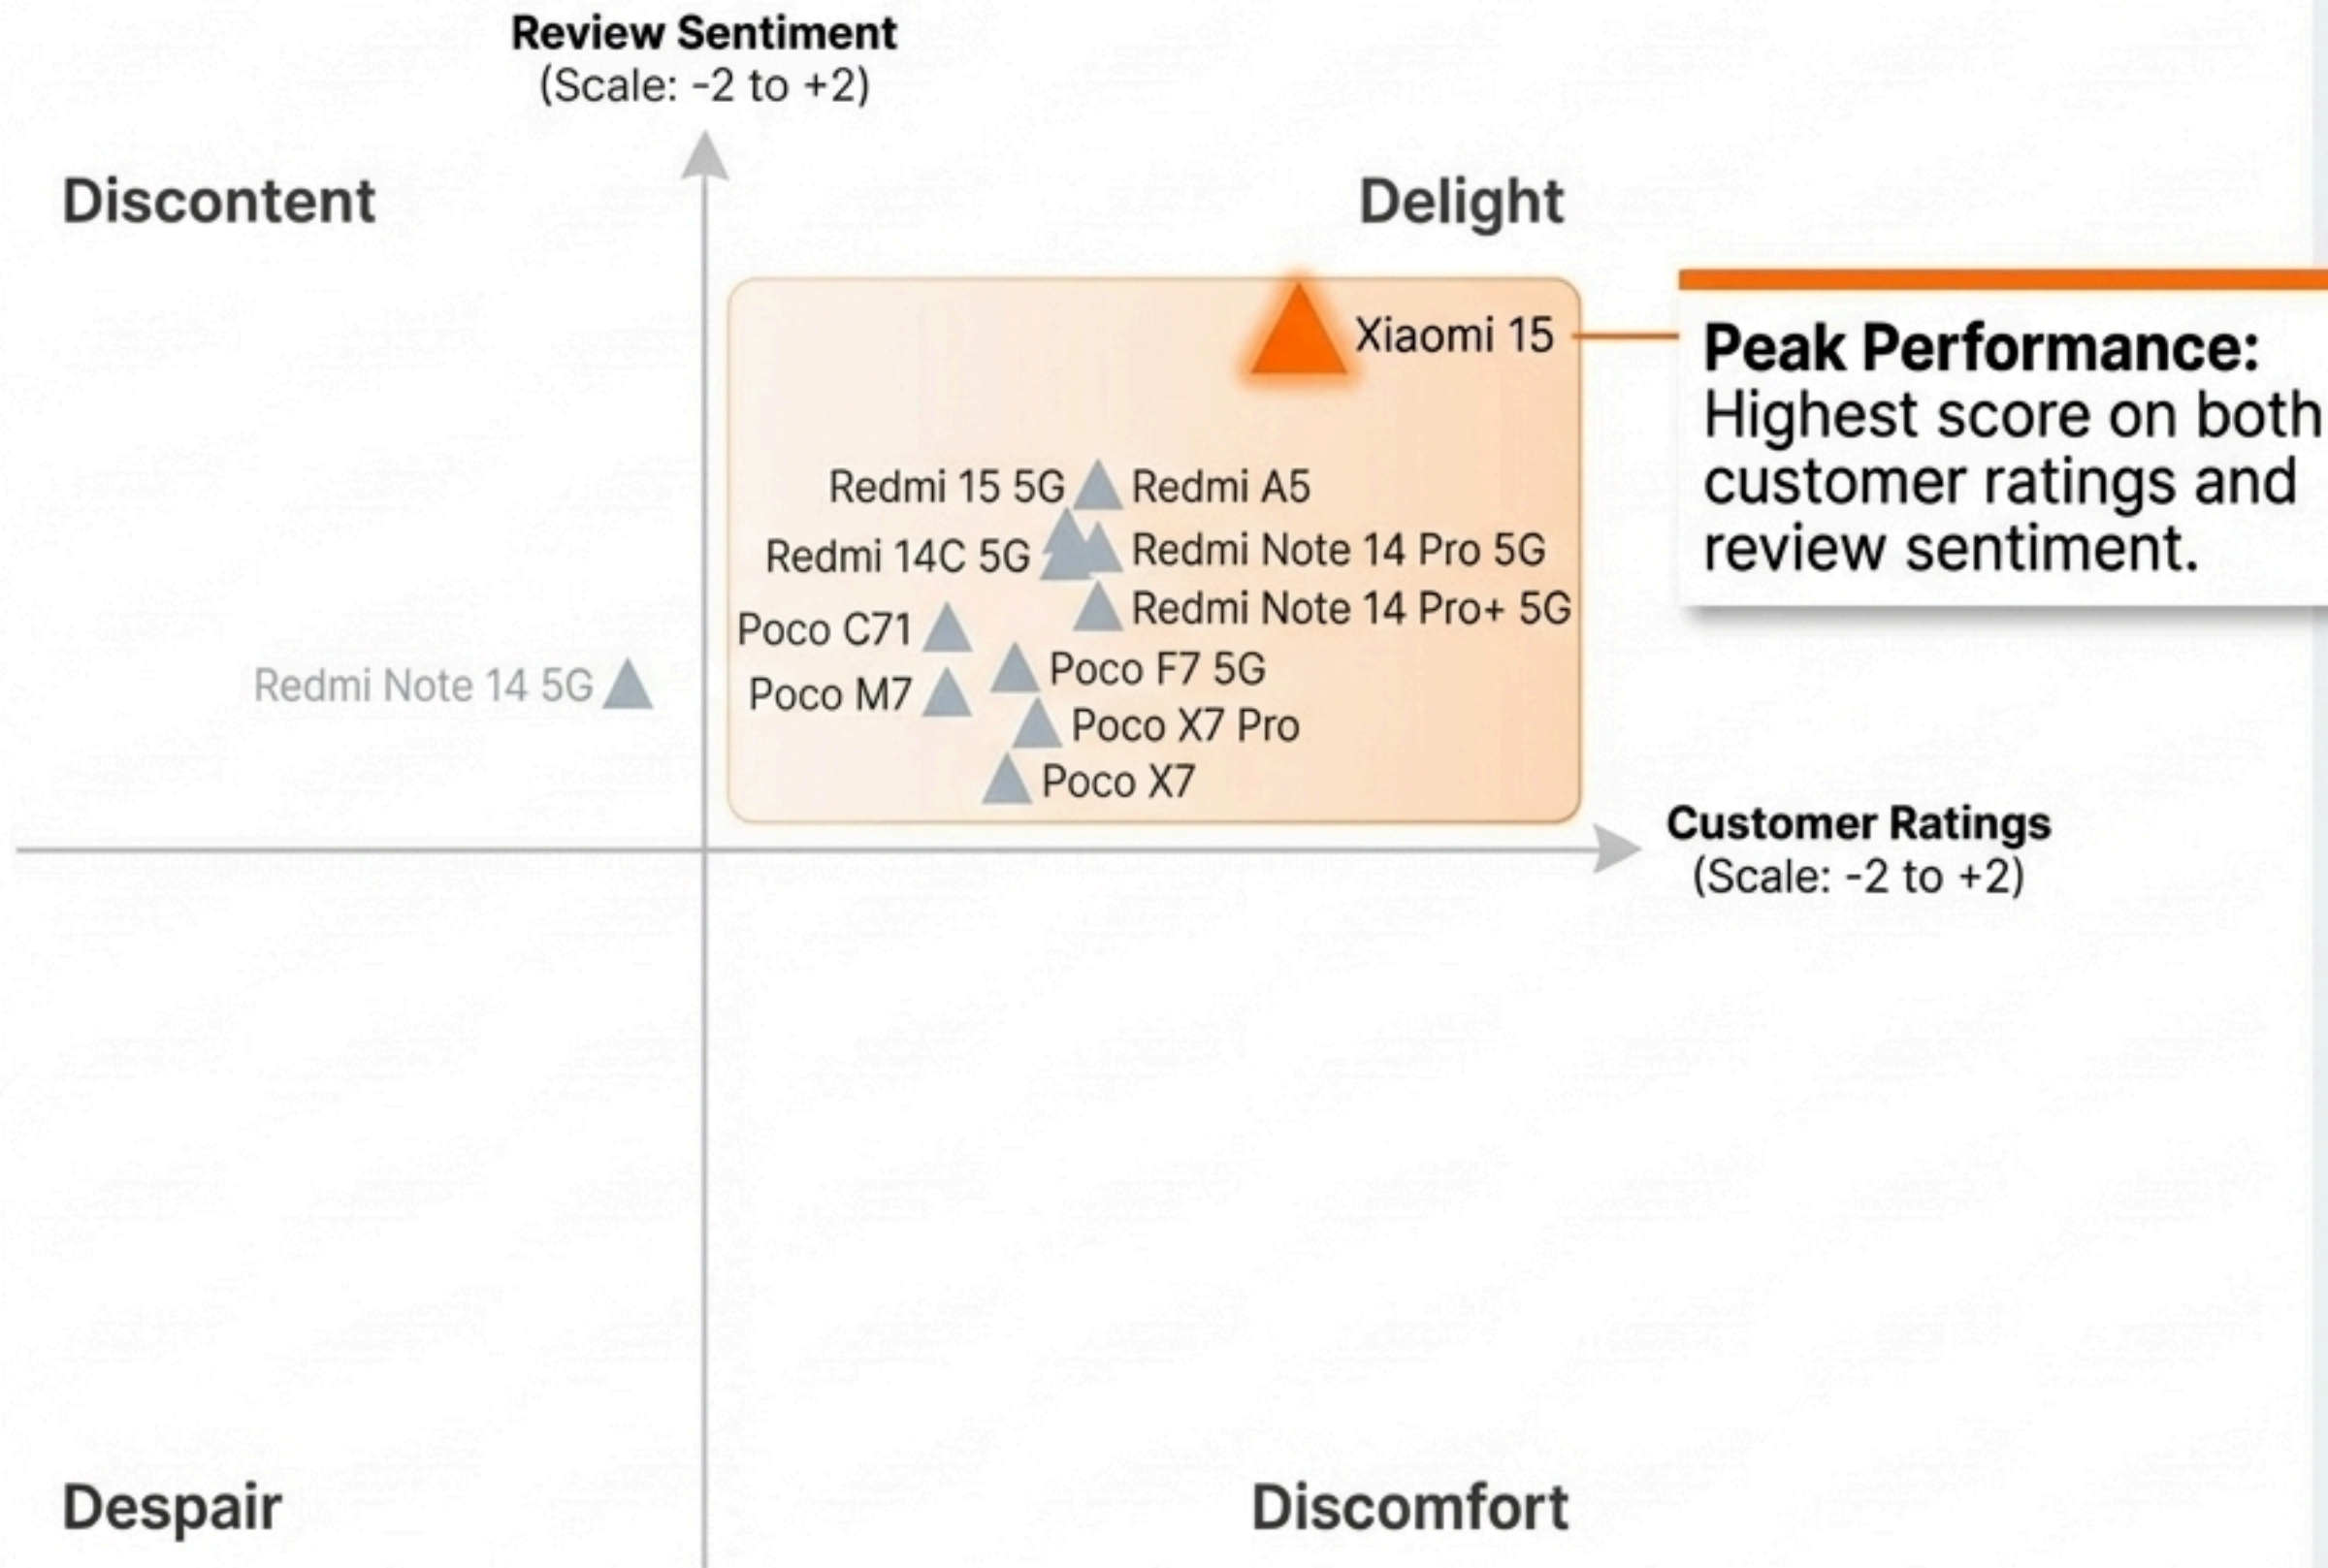 Review Sentiment
(Scale: -2 to +2)
Discontent
Delight
Xiaomi 15
Peak Performance:
Highest score on both
customer ratings and
review sentiment.
Redmi 15 5G
Redmi A5
Redmi 14C 5G
Redmi Note 14 Pro 5G
Redmi Note 14 Pro+ 5G
Poco C71
Redmi Note 14 5G
Poco F7 5G
Poco M7
Poco X7 Pro
Poco X7
Customer Ratings
(Scale: -2 to +2)
Despair
Discomfort